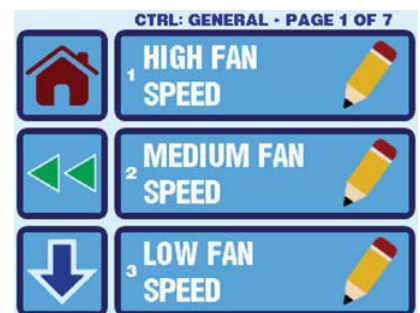 CTRL: GENERAL - PAGE 1 OF 7
1 HIGH FAN
SPEED
2 MEDIUM FAN
SPEED
3 LOW FAN
SPEED